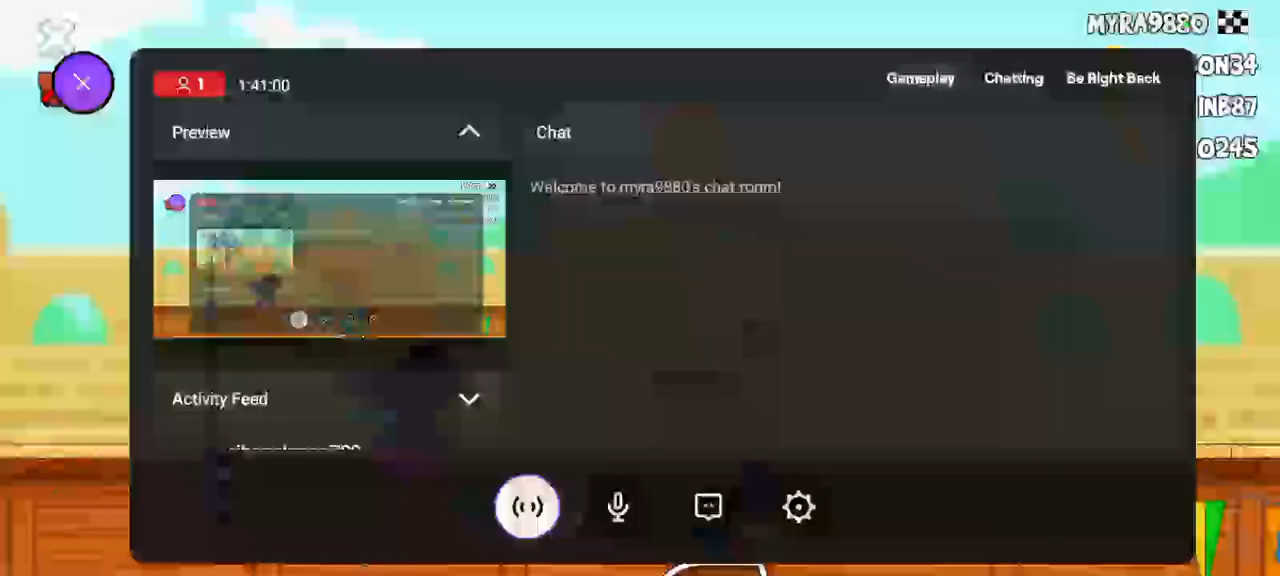 MYRA9880
ON34
1
1:41:00
Gameplay
Chatting
Be Right Back
INB87
Preview
Chat
O245
Welcome to myra9880's chat room!
Activity Feed